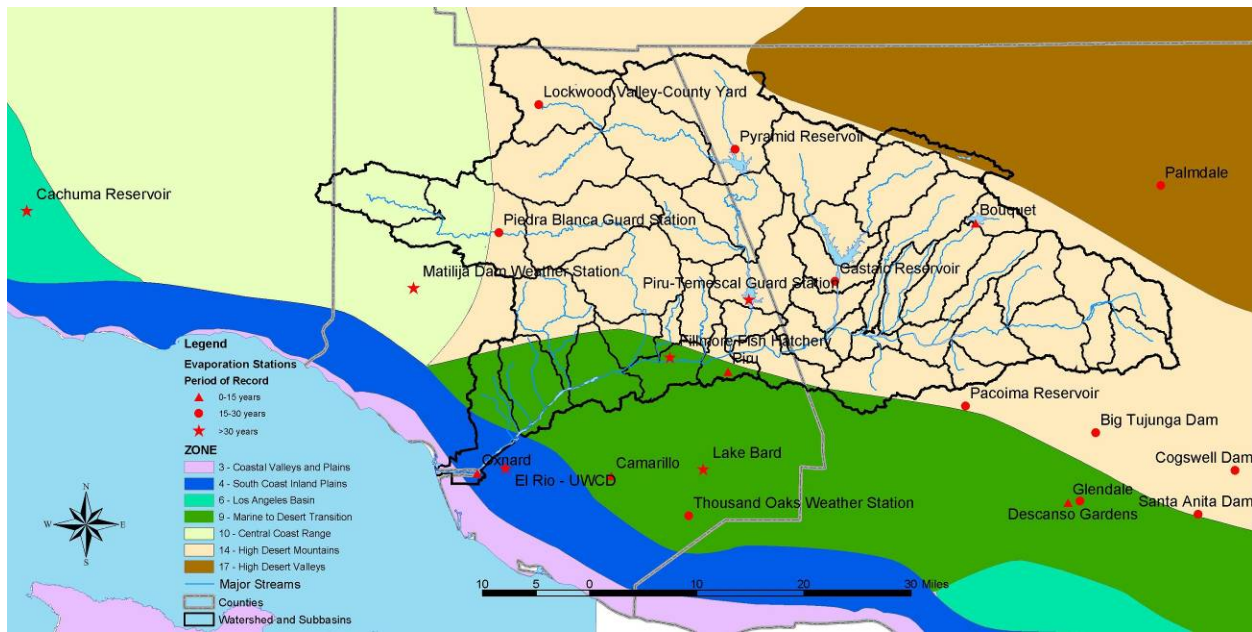 Lockwood Valley-County Yard
Pyramid Reservoir
Palmdale
Cachuma Reservoir
Bouquet
Piedra Blanca Guard Station
Matilija Dam Weather Station
Castaic Reservoir
Piru-Temescal Guard Station
Fillmore Fish Hatchery
Piru
Pacoima Reservoir
Big Tujunga Dam
Cogswell Dam
Oxnard
El Rio - UWCD
Camarillo
Lake Bard
Thousand Oaks Weather Station
Glendale
Descanso Gardens
Santa Anita Dam
Legend
Evaporation Stations
Period of Record
0-15 years
15-30 years
>30 years
ZONE
3 - Coastal Valleys and Plains
4 - South Coast Inland Plains
6 - Los Angeles Basin
9 - Marine to Desert Transition
10 - Central Coast Range
14 - High Desert Mountains
17 - High Desert Valleys
Major Streams
Counties
Watershed and Subbasins
N
W E
S
10 5 0 10 20 30 Miles